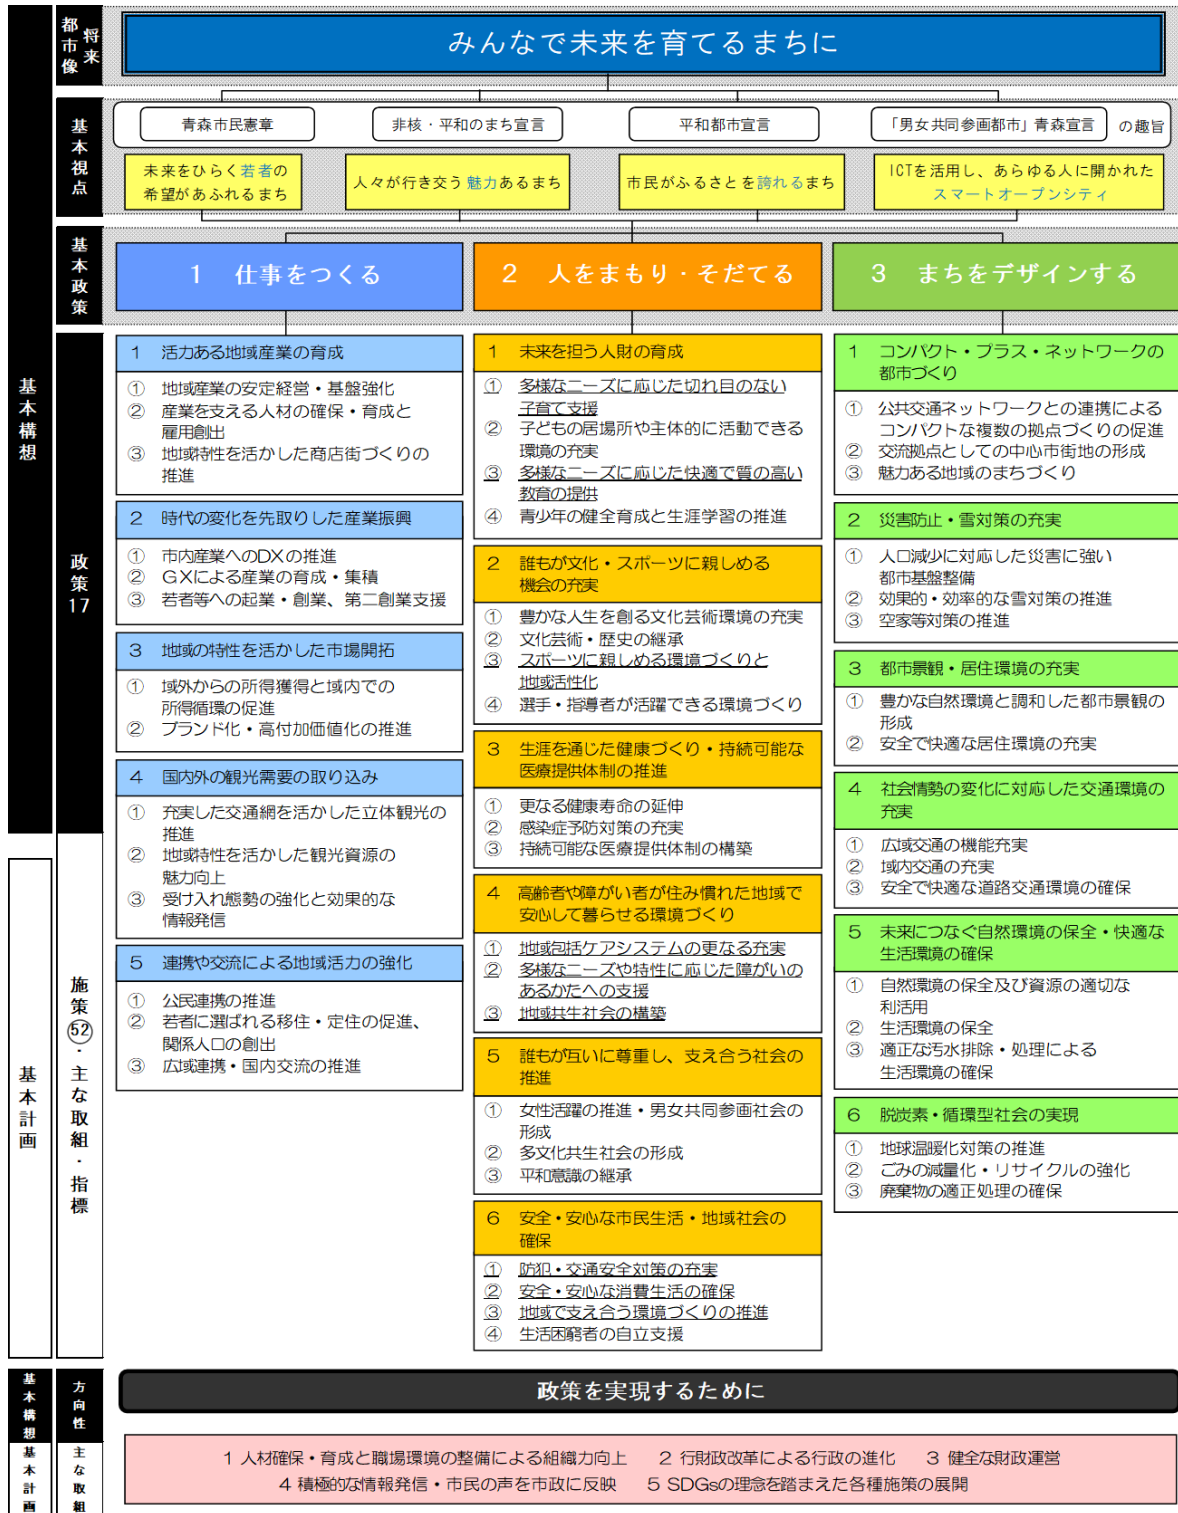 将来
都市像
みんなで未来を育てるまちに
基本視点
青森市民憲章
非核・平和のまち宣言
平和都市宣言
「男女共同参画都市」青森宣言
の趣旨
未来をひらく若者の
希望があふれるまち
人々が行き交う魅力あるまち
市民がふるさとを誇れるまち
ICTを活用し、あらゆる人に開かれた
スマートオープンシティ
基本政策
1 仕事をつくる
2 人をまもり・そだてる
3 まちをデザインする
基本構想
政策17
基本計画
施策52・主な取組・指標
1 活力ある地域産業の育成
① 地域産業の安定経営・基盤強化
② 産業を支える人材の確保・育成と
雇用創出
③ 地域特性を活かした商店街づくりの
推進
2 時代の変化を先取りした産業振興
① 市内産業へのDXの推進
② GXによる産業の育成・集積
③ 若者等への起業・創業、第二創業支援
3 地域の特性を活かした市場開拓
① 域外からの所得獲得と域内での
所得循環の促進
② ブランド化・高付加価値化の推進
4 国内外の観光需要の取り込み
① 充実した交通網を活かした立体観光の
推進
② 地域特性を活かした観光資源の
魅力向上
③ 受け入れ態勢の強化と効果的な
情報発信
5 連携や交流による地域活力の強化
① 公民連携の推進
② 若者に選ばれる移住・定住の促進、
関係人口の創出
③ 広域連携・国内交流の推進
1 未来を担う人財の育成
① 多様なニーズに応じた切れ目のない
子育て支援
② 子どもの居場所や主体的に活動できる
環境の充実
③ 多様なニーズに応じた快適で質の高い
教育の提供
④ 青少年の健全育成と生涯学習の推進
2 誰もが文化・スポーツに親しめる
機会の充実
① 豊かな人生を創る文化芸術環境の充実
② 文化芸術・歴史の継承
③ スポーツに親しめる環境づくりと
地域活性化
④ 選手・指導者が活躍できる環境づくり
3 生涯を通じた健康づくり・持続可能な
医療提供体制の推進
① 更なる健康寿命の延伸
② 感染症予防対策の充実
③ 持続可能な医療提供体制の構築
4 高齢者や障がい者が住み慣れた地域で
安心して暮らせる環境づくり
① 地域包括ケアシステムの更なる充実
② 多様なニーズや特性に応じた障がいの
あるかたへの支援
③ 地域共生社会の構築
5 誰もが互いに尊重し、支え合う社会の
推進
① 女性活躍の推進・男女共同参画社会の
形成
② 多文化共生社会の形成
③ 平和意識の継承
6 安全・安心な市民生活・地域社会の
確保
① 防犯・交通安全対策の充実
② 安全・安心な消費生活の確保
③ 地域で支え合う環境づくりの推進
④ 生活困窮者の自立支援
1 コンパクト・プラス・ネットワークの
都市づくり
① 公共交通ネットワークとの連携による
コンパクトな複数の拠点づくりの促進
② 交流拠点としての中心市街地の形成
③ 魅力ある地域のまちづくり
2 災害防止・雪対策の充実
① 人口減少に対応した災害に強い
都市基盤整備
② 効果的・効率的な雪対策の推進
③ 空家等対策の推進
3 都市景観・居住環境の充実
① 豊かな自然環境と調和した都市景観の
形成
② 安全で快適な居住環境の充実
4 社会情勢の変化に対応した交通環境の
充実
① 広域交通の機能充実
② 域内交通の充実
③ 安全で快適な道路交通環境の確保
5 未来につなぐ自然環境の保全・快適な
生活環境の確保
① 自然環境の保全及び資源の適切な
利活用
② 生活環境の保全
③ 適正な汚水排除・処理による
生活環境の確保
6 脱炭素・循環型社会の実現
① 地球温暖化対策の推進
② ごみの減量化・リサイクルの強化
③ 廃棄物の適正処理の確保
基本構想
方向性
政策を実現するために
基本計画
主な取組
1 人材確保・育成と職場環境の整備による組織力向上 2 行財政改革による行政の進化 3 健全な財政運営
4 積極的な情報発信・市民の声を市政に反映 5 SDGsの理念を踏まえた各種施策の展開